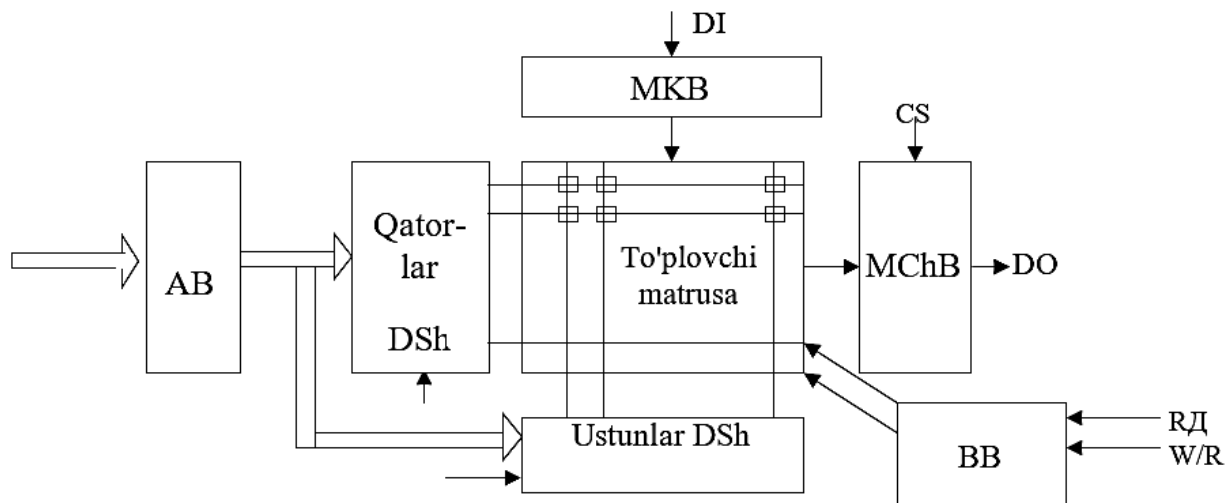 DI
MKB
CS
AB
Qator-
lar
DSh
To'plovchi
matrusa
MChB
DO
Ustunlar DSh
BB
RД
W/R